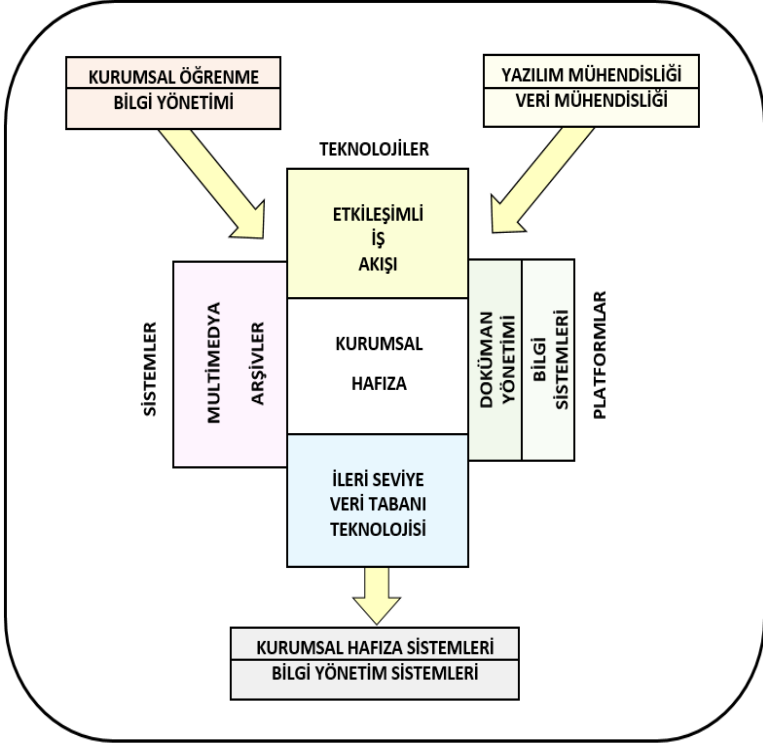 KURUMSAL ÖĞRENME
BİLGİ YÖNETİMİ
YAZILIM MÜHENDİSLİĞİ
VERİ MÜHENDİSLİĞİ
TEKNOLOJİLER
ETKİLEŞİMLİ
İŞ
AKIŞI
SİSTEMLER
MULTİMEDYA
ARŞİVLER
KURUMSAL
HAFIZA
DOKÜMAN
YÖNETİMİ
BİLGİ
SİSTEMLERİ
PLATFORMLAR
İLERİ SEVİYE
VERİ TABANI
TEKNOLOJİSİ
KURUMSAL HAFIZA SİSTEMLERİ
BİLGİ YÖNETİM SİSTEMLERİ